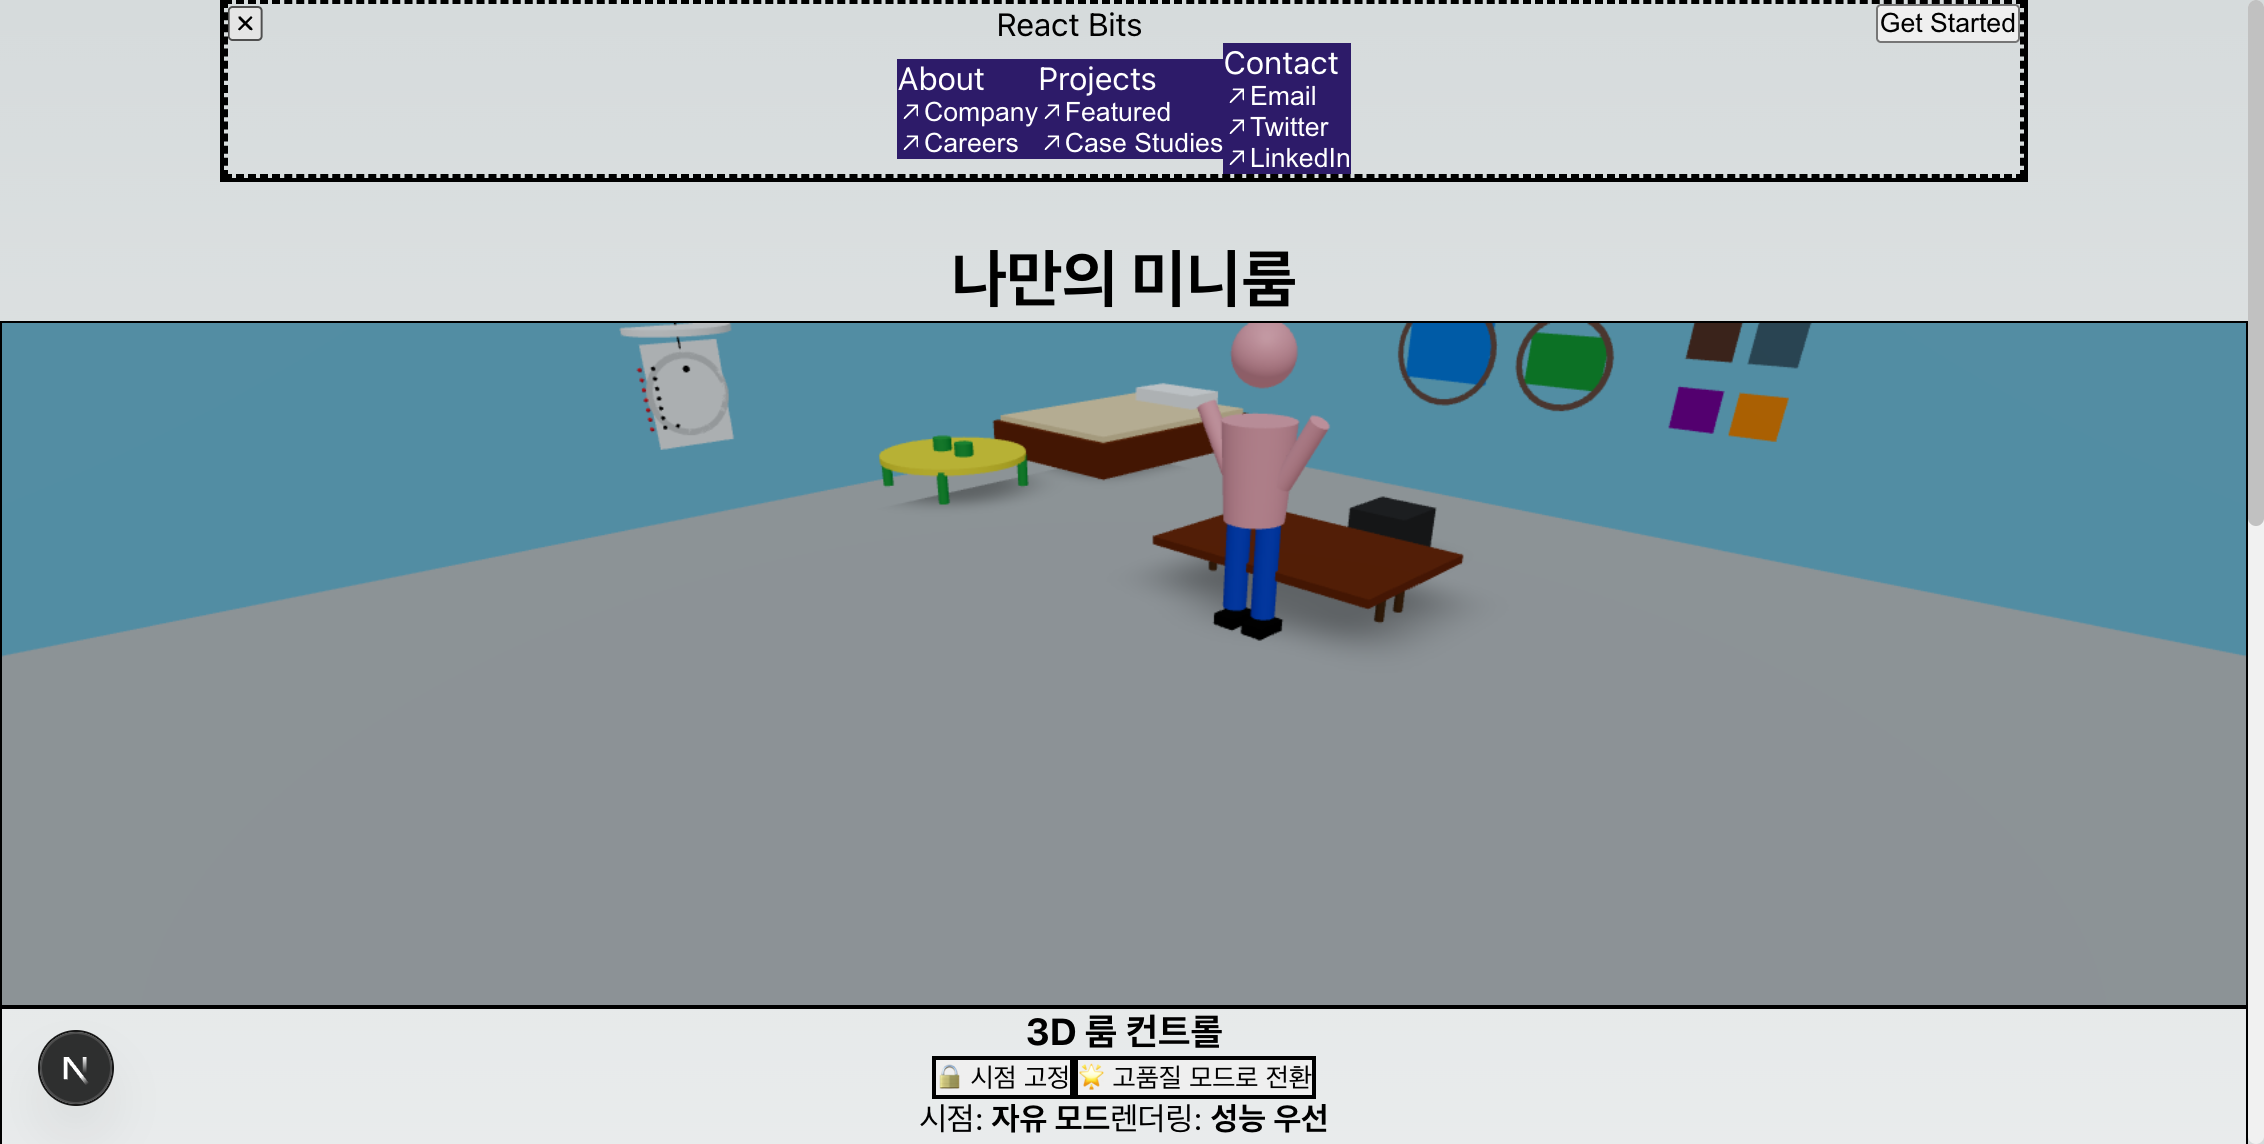 ✕ React Bits Get Started
About
↗ Company
↗ Careers
Projects
↗ Featured
↗ Case Studies
Contact
↗ Email
↗ Twitter
↗ LinkedIn
나만의 미니룸
3D 룸 컨트롤
🔒 시점 고정 🌟 고품질 모드로 전환
시점: 자유 모드렌더링: 성능 우선
N